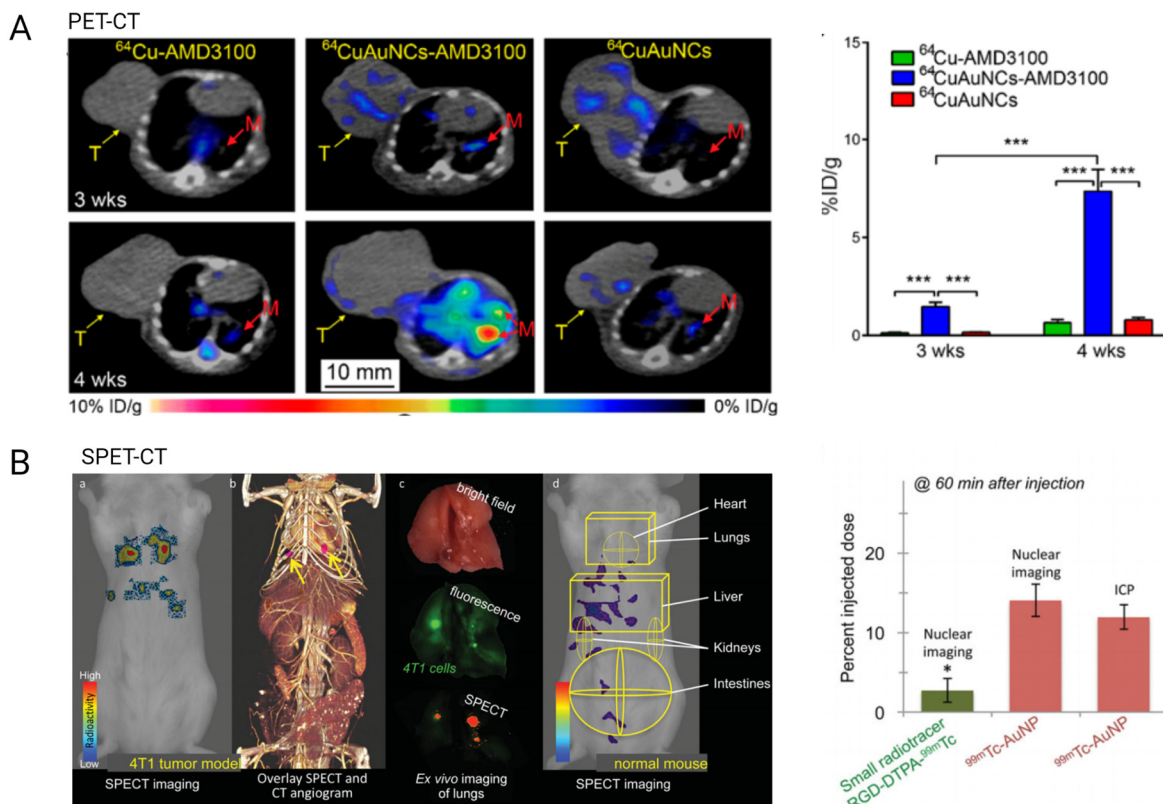 A
PET-CT
⁶⁴Cu-AMD3100
⁶⁴CuAuNCs-AMD3100
⁶⁴CuAuNCs
T
M
T
M
T
M
3 wks
T
M
T
M
T
M
4 wks
10 mm
10% ID/g
0% ID/g
%ID/g
15
10
5
0
⁶⁴Cu-AMD3100
⁶⁴CuAuNCs-AMD3100
⁶⁴CuAuNCs
***
*** ***
*** ***
3 wks
4 wks
B
SPET-CT
a
High
Radioactivity
Low
4T1 tumor model
SPECT imaging
b
Overlay SPECT and
CT angiogram
c
bright field
fluorescence
4T1 cells
SPECT
Ex vivo imaging
of lungs
d
Heart
Lungs
Liver
Kidneys
Intestines
normal mouse
SPECT imaging
@ 60 min after injection
Percent injected dose
20
10
0
Nuclear
imaging
*
Nuclear
imaging
ICP
Small radiotracer
RGD-DTPA-⁹⁹ᵐTc
⁹⁹ᵐTc-AuNP
⁹⁹ᵐTc-AuNP